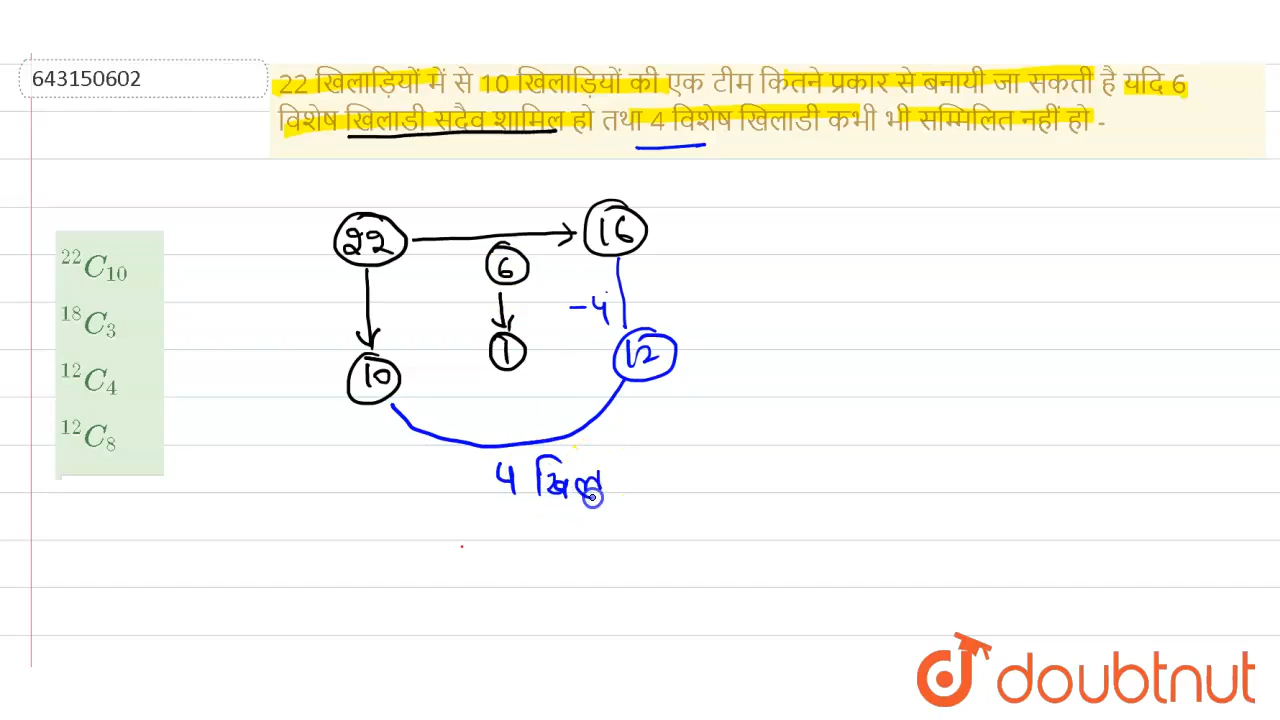 643150602
22 खिलाड़ियों में से 10 खिलाड़ियों की एक टीम कितने प्रकार से बनायी जा सकती है यदि 6
विशेष खिलाडी सदैव शामिल हो तथा 4 विशेष खिलाडी कभी भी सम्मिलित नहीं हो -
22 16
6
-4
1 12
10
4 खिला
²²C₁₀
¹⁸C₃
¹²C₄
¹²C₈
doubtnut